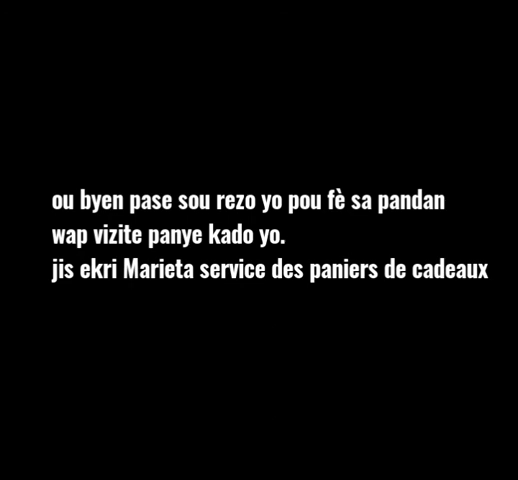 ou byen pase sou rezo yo pou fè sa pandan
wap vizite panye kado yo.
jis ekri Marieta service des paniers de cadeaux